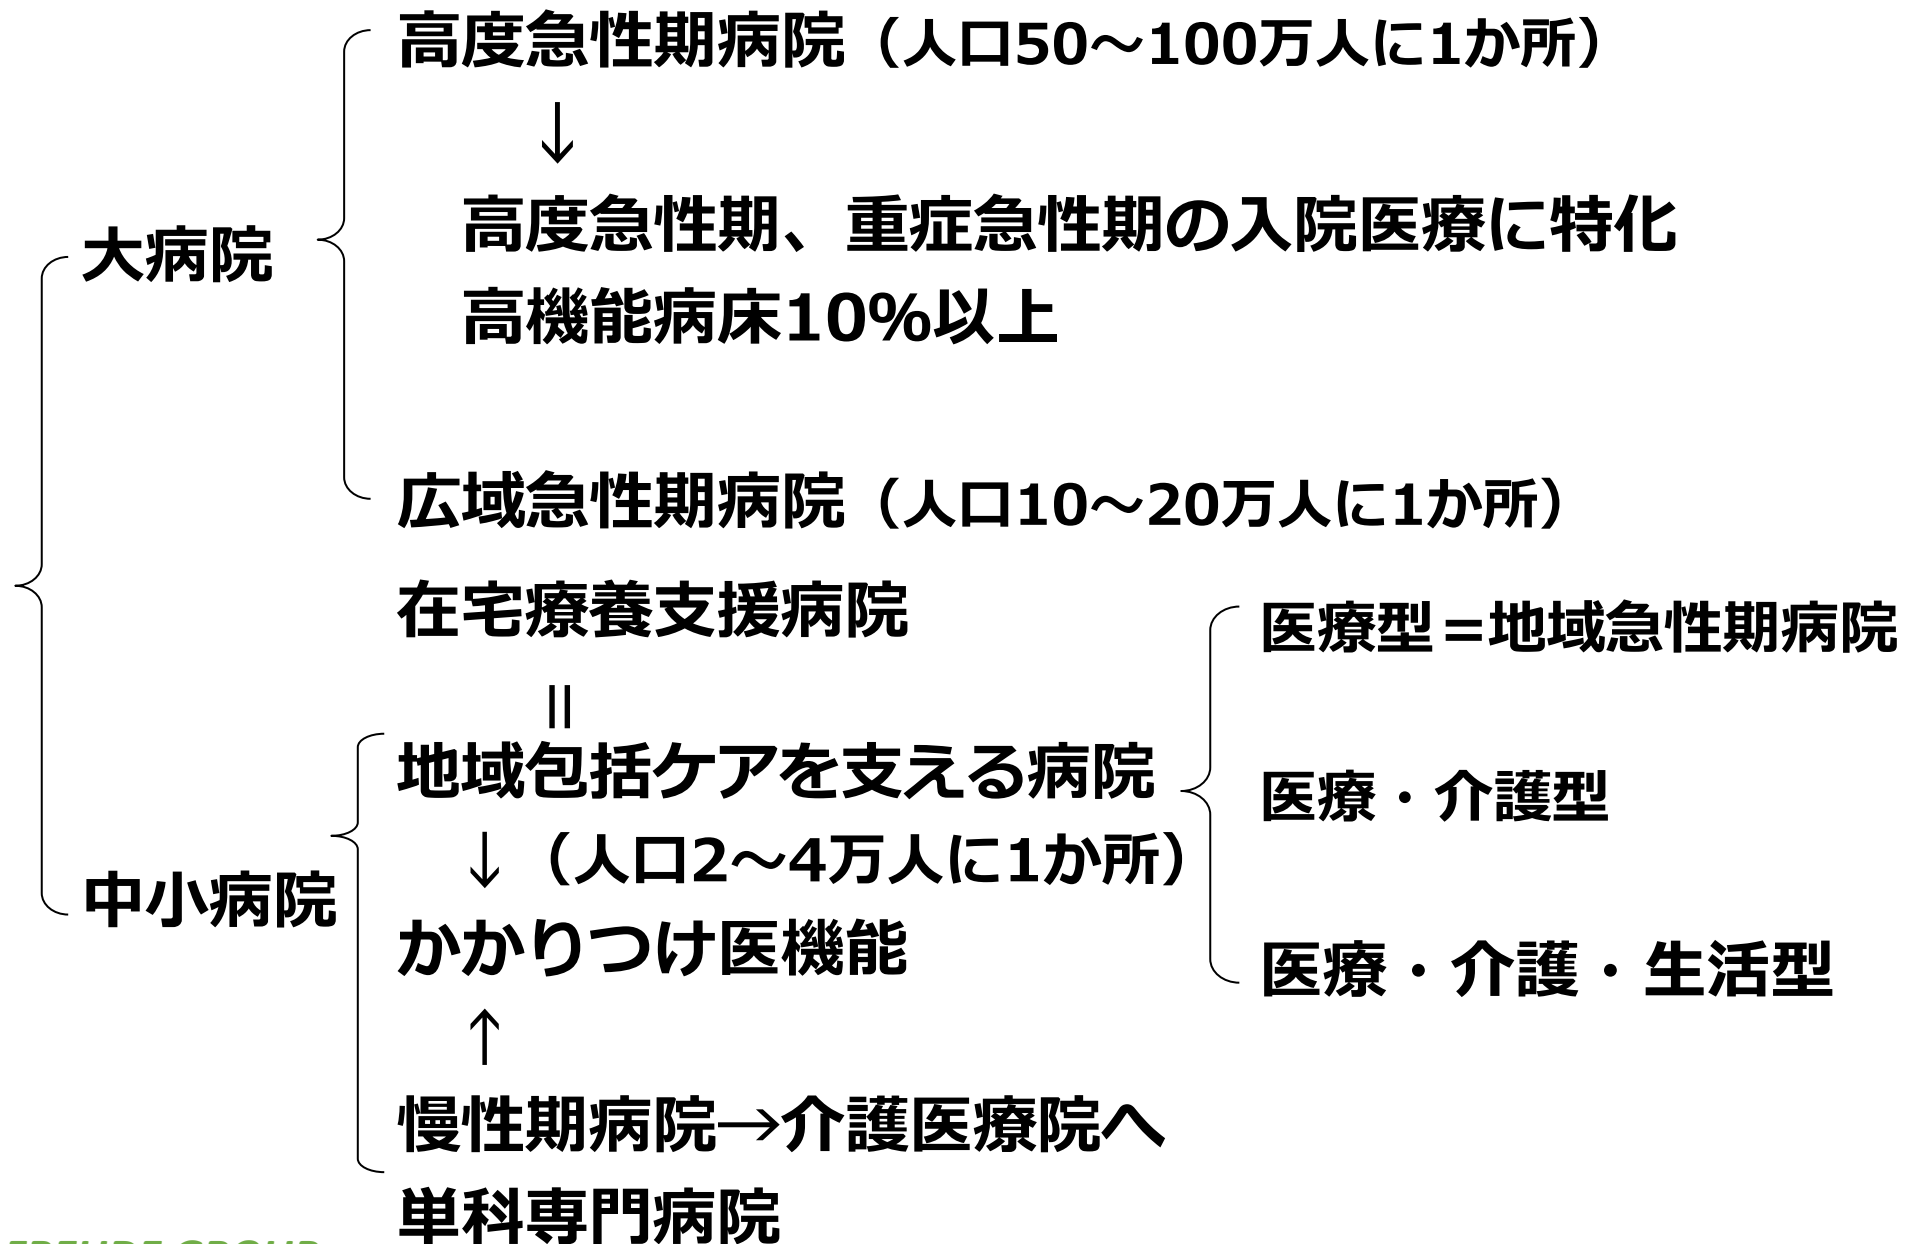 高度急性期病院（人口50～100万人に1か所）
↓
高度急性期、重症急性期の入院医療に特化
高機能病床10%以上
大病院
広域急性期病院（人口10～20万人に1か所）
在宅療養支援病院
||
地域包括ケアを支える病院
↓（人口2～4万人に1か所）
中小病院
かかりつけ医機能
↑
慢性期病院→介護医療院へ
単科専門病院
医療型＝地域急性期病院
医療・介護型
医療・介護・生活型
GROUP